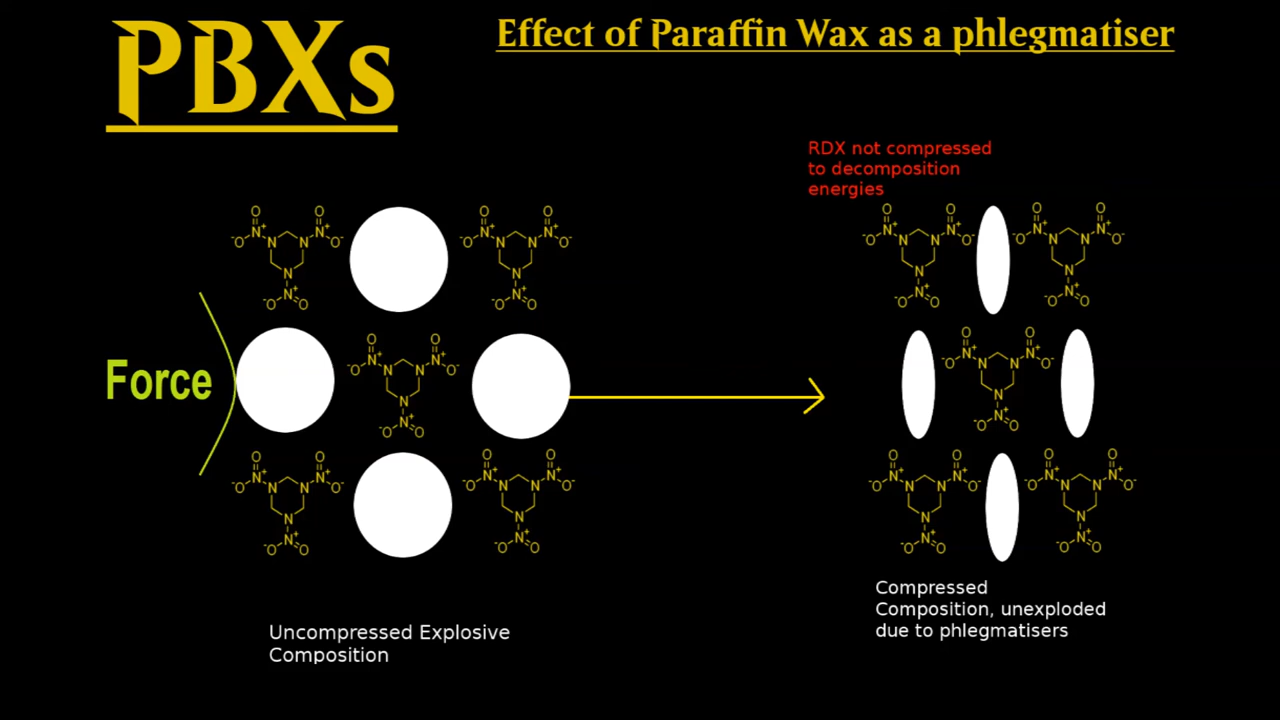 PBXs
Effect of Paraffin Wax as a phlegmatiser
RDX not compressed
to decomposition
energies
Force
Uncompressed Explosive
Composition
Compressed
Composition, unexploded
due to phlegmatisers